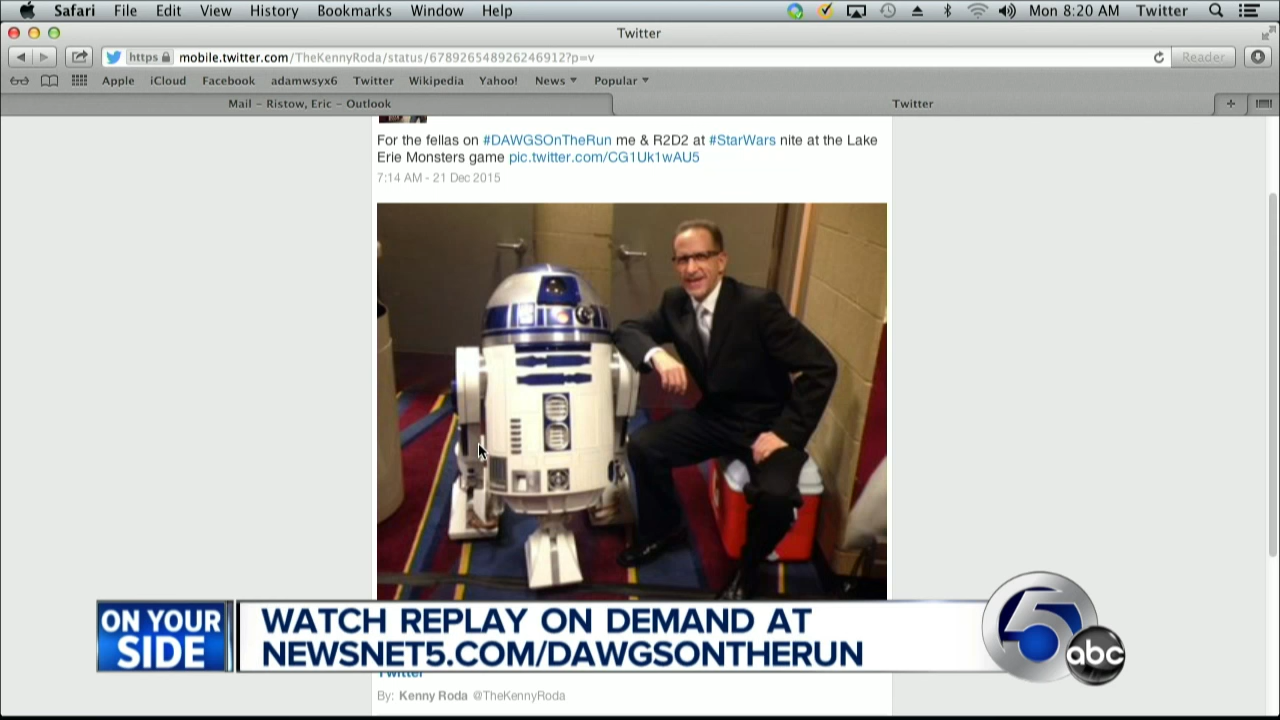 Safari File Edit View History Bookmarks Window Help Mon 8:20 AM Twitter
Twitter
https mobile.twitter.com/TheKennyRoda/status/678926548926246912?p=v Reader
Apple iCloud Facebook adamwsyx6 Twitter Wikipedia Yahoo! News Popular
Mail – Ristow, Eric – Outlook Twitter
For the fellas on #DAWGSOnTheRun me & R2D2 at #StarWars nite at the Lake
Erie Monsters game pic.twitter.com/CG1Uk1wAU5
7:14 AM - 21 Dec 2015
ON YOUR
SIDE
WATCH REPLAY ON DEMAND AT
NEWSNET5.COM/DAWGSONTHERUN
5
abc
Twitter
By: Kenny Roda @TheKennyRoda